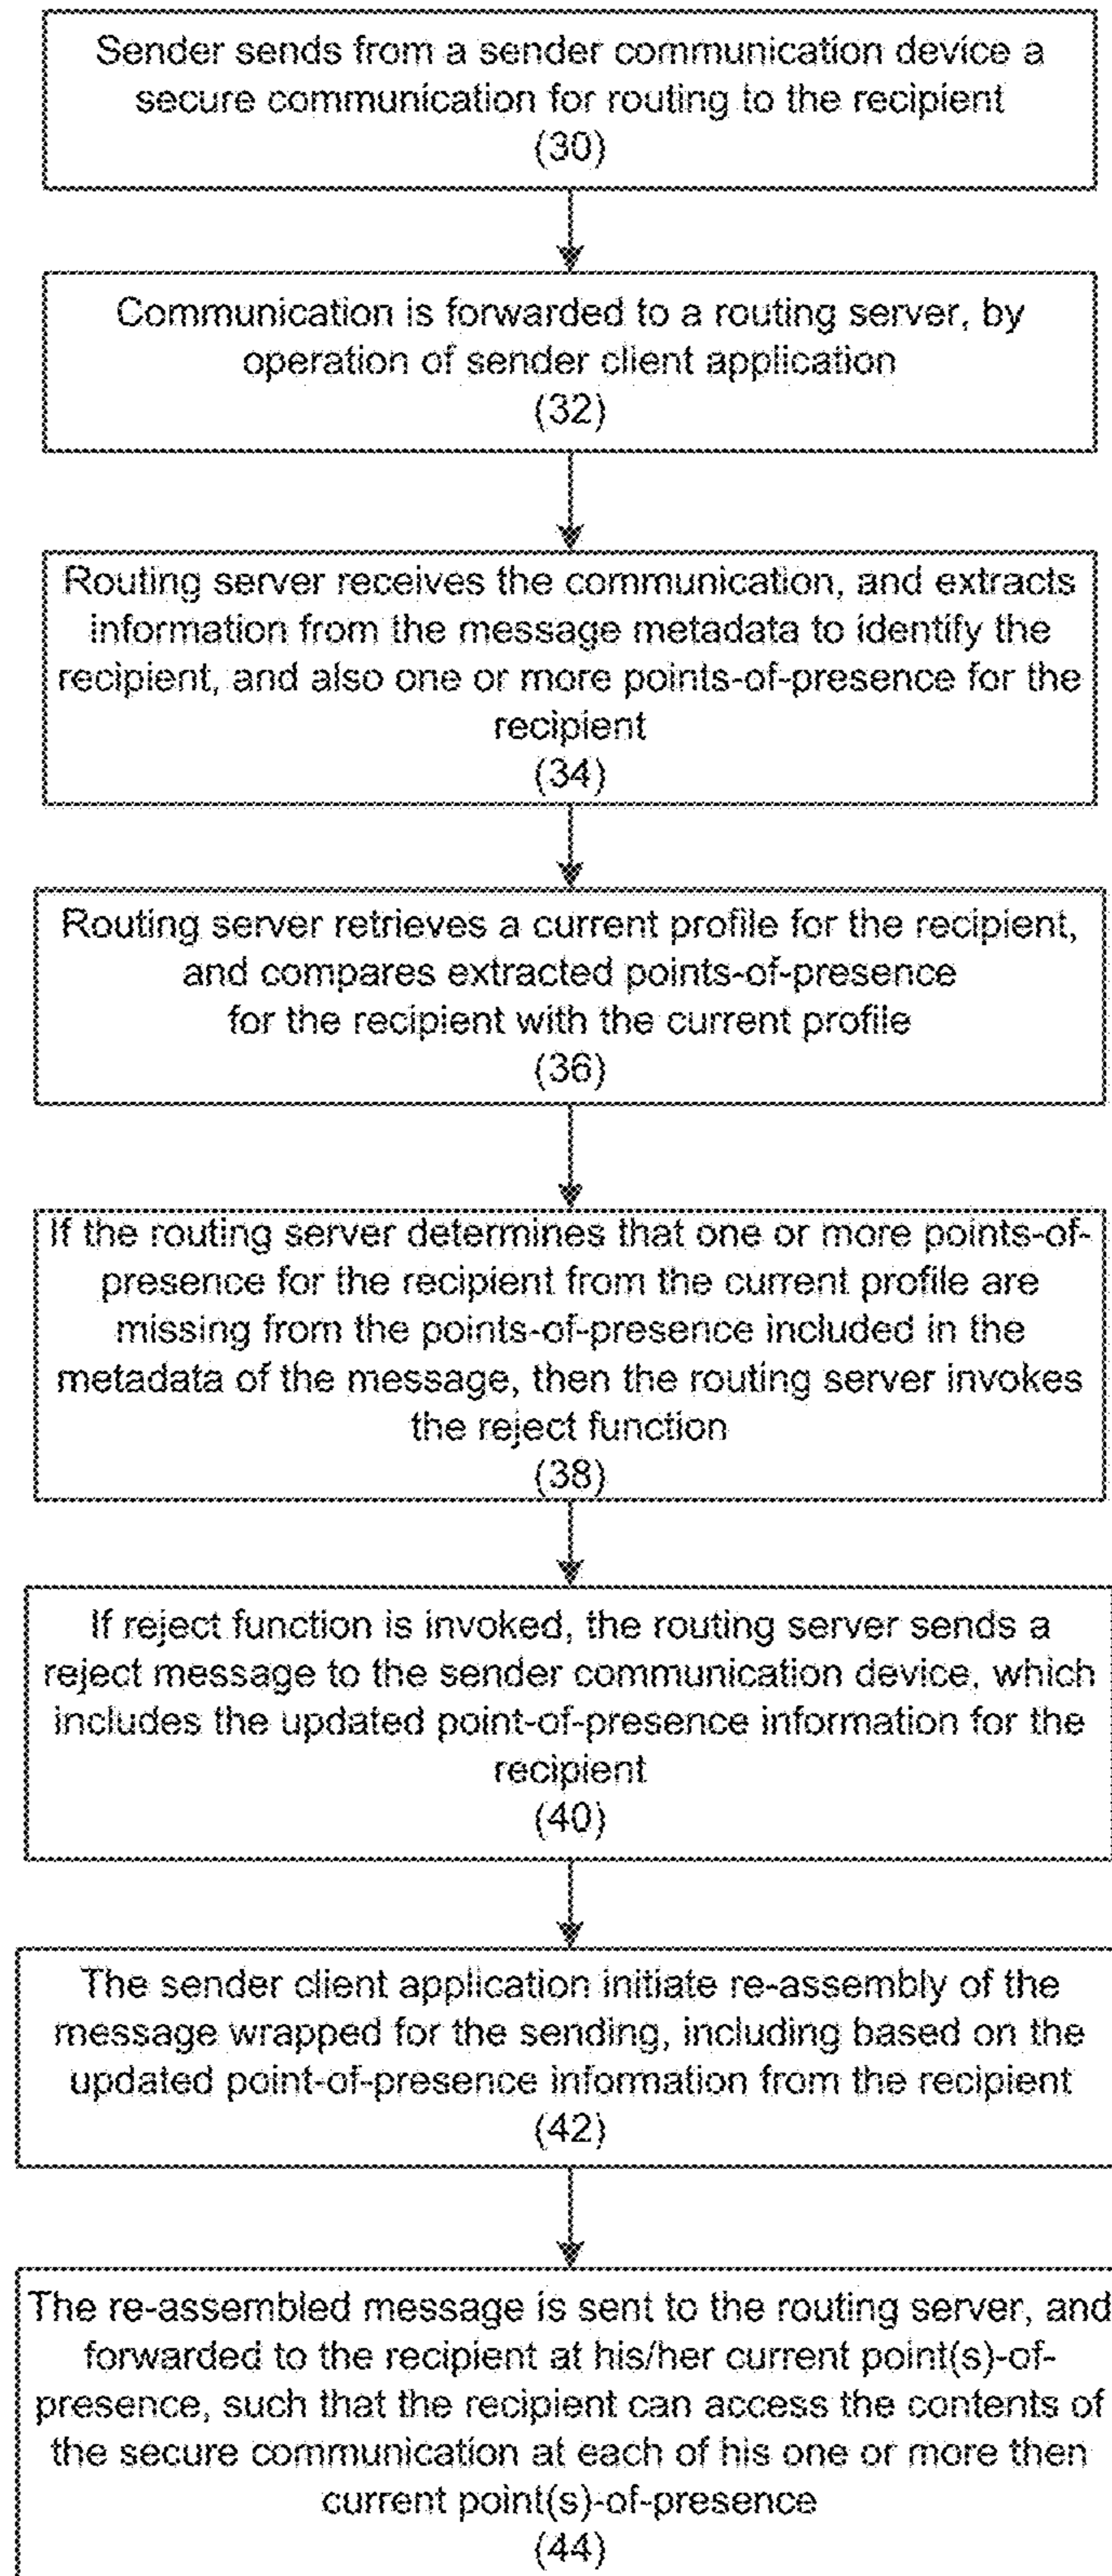 Sender sends from a sender communication device a
secure communication for routing to the recipient
(30)
Communication is forwarded to a routing server, by
operation of sender client application
(32)
Routing server receives the communication, and extracts
information from the message metadata to identify the
recipient, and also one or more points-of-presence for the
recipient
(34)
Routing server retrieves a current profile for the recipient,
and compares extracted points-of-presence
for the recipient with the current profile
(36)
If the routing server determines that one or more points-of-
presence for the recipient from the current profile are
missing from the points-of-presence included in the
metadata of the message, then the routing server invokes
the reject function
(38)
If reject function is invoked, the routing server sends a
reject message to the sender communication device, which
includes the updated point-of-presence information for the
recipient
(40)
The sender client application initiate re-assembly of the
message wrapped for the sending, including based on the
updated point-of-presence information from the recipient
(42)
The re-assembled message is sent to the routing server, and
forwarded to the recipient at his/her current point(s)-of-
presence, such that the recipient can access the contents of
the secure communication at each of his one or more then
current point(s)-of-presence
(44)